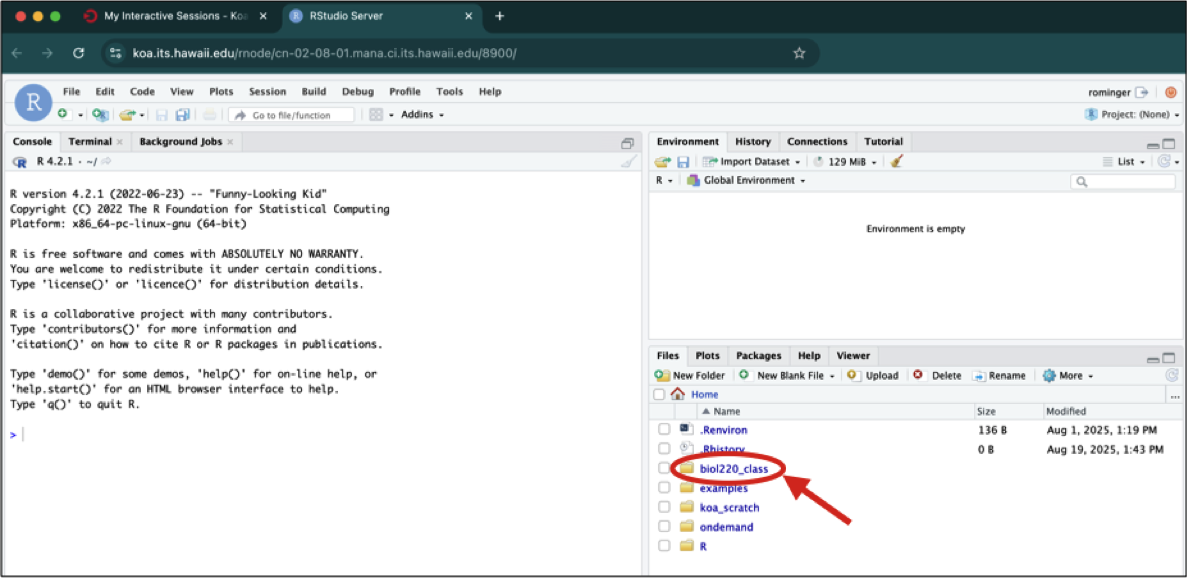 My Interactive Sessions - Koa
RStudio Server
koa.its.hawaii.edu/rnode/cn-02-08-01.mana.ci.its.hawaii.edu/8900/
R
File Edit Code View Plots Session Build Debug Profile Tools Help
rominger
Go to file/function
Addins
Project: (None)
Console Terminal Background Jobs
R 4.2.1 · ~/
R version 4.2.1 (2022-06-23) -- "Funny-Looking Kid"
Copyright (C) 2022 The R Foundation for Statistical Computing
Platform: x86_64-pc-linux-gnu (64-bit)
R is free software and comes with ABSOLUTELY NO WARRANTY.
You are welcome to redistribute it under certain conditions.
Type 'license()' or 'licence()' for distribution details.
R is a collaborative project with many contributors.
Type 'contributors()' for more information and
'citation()' on how to cite R or R packages in publications.
Type 'demo()' for some demos, 'help()' for on-line help, or
'help.start()' for an HTML browser interface to help.
Type 'q()' to quit R.
>
Environment History Connections Tutorial
Import Dataset 129 MiB List
R Global Environment
Environment is empty
Files Plots Packages Help Viewer
New Folder New Blank File Upload Delete Rename More
Home ...
Name Size Modified
.Renviron 136 B Aug 1, 2025, 1:19 PM
.Rhistory 0 B Aug 19, 2025, 1:43 PM
biol220_class
examples
koa_scratch
ondemand
R